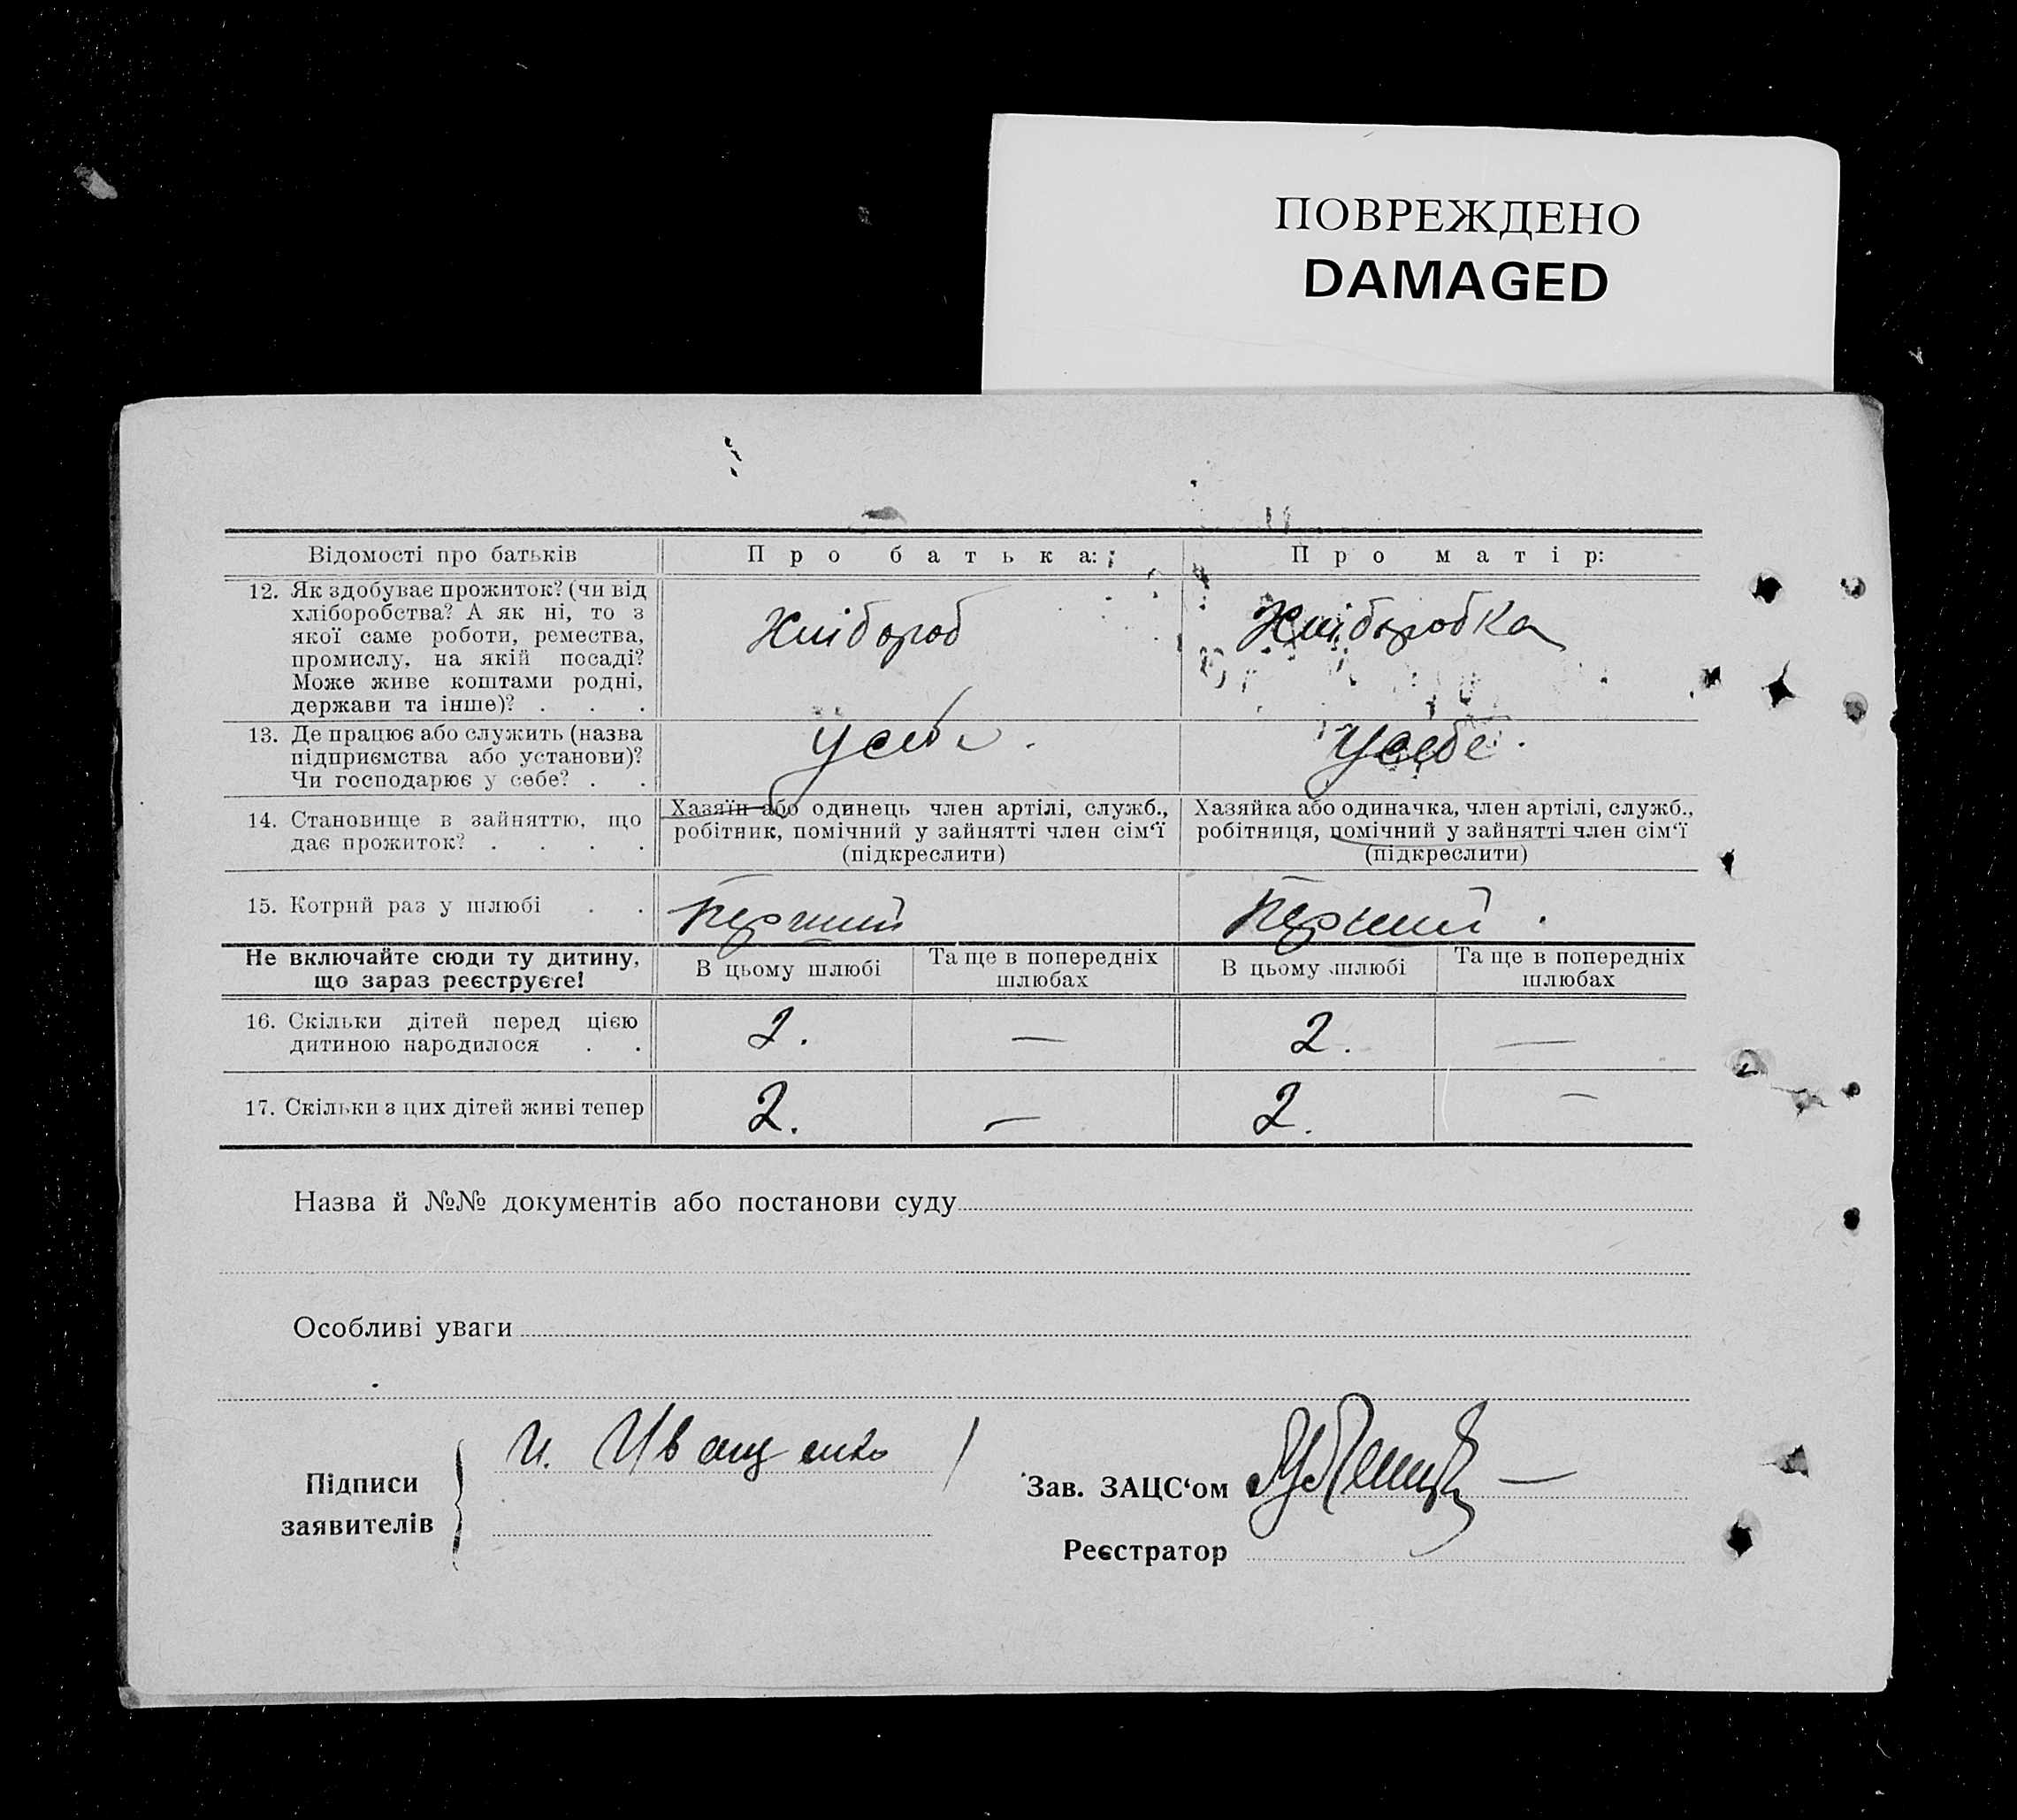 ПОВРЕЖДЕНО
DAMAGED
Відомості про батьків
Про батька:
Про матір:
12. Як здобуває прожиток? (чи від
хліборобства? А як ні, то з
якої саме роботи, ремества,
промислу, на якій посаді?
Може живе коштами родні,
держави та інше)? . . .
Хлібороб
Хліборобка
13. Де працює або служить (назва
підприємства або установи)?
Чи господарює у себе? . .
У себе.
У себе.
14. Становище в зайняттю, що
дає прожиток? . . . .
Хазяїн або одинець член артілі, служб.,
робітник, помічний у зайнятті член сім‘ї
(підкреслити)
Хазяйка або одиначка, член артілі, служб.,
робітниця, помічний у зайнятті член сім‘ї
(підкреслити)
15. Котрий раз у шлюбі . .
Перший
Перший.
Не включайте сюди ту дитину,
що зараз реєструєте!
В цьому шлюбі
Та ще в попередніх
шлюбах
В цьому шлюбі
Та ще в попередніх
шлюбах
16. Скільки дітей перед цією
дитиною народилося . .
2.
—
2.
—
17. Скільки з цих дітей живі тепер
2.
—
2.
—
Назва й №№ документів або постанови суду
Особливі уваги
Підписи
заявителів
И. Иващенко
Зав. ЗАЦС‘ом
Реєстратор